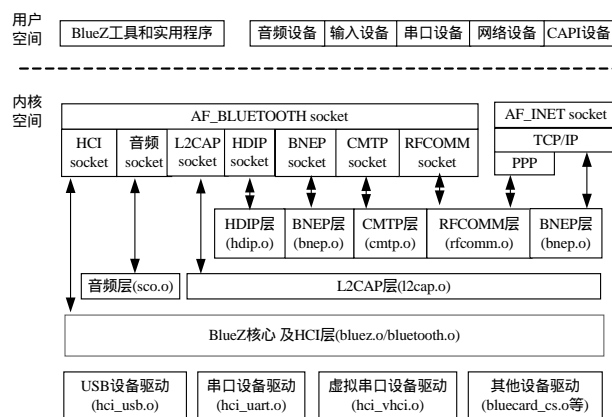 用户
空间
BlueZ工具和实用程序
音频设备 输入设备 串口设备 网络设备 CAPI设备
内核
空间
AF_BLUETOOTH socket
HCI socket
音频 socket
L2CAP socket
HDIP socket
BNEP socket
CMTP socket
RFCOMM socket
AF_INET socket
TCP/IP
PPP
HDIP层
(hdip.o)
BNEP层
(bnep.o)
CMTP层
(cmtp.o)
RFCOMM层
(rfcomm.o)
BNEP层
(bnep.o)
音频层(sco.o)
L2CAP层(l2cap.o)
BlueZ核心 及HCI层(bluez.o/bluetooth.o)
USB设备驱动
(hci_usb.o)
串口设备驱动
(hci_uart.o)
虚拟串口设备驱动
(hci_vhci.o)
其他设备驱动
(bluecard_cs.o等)